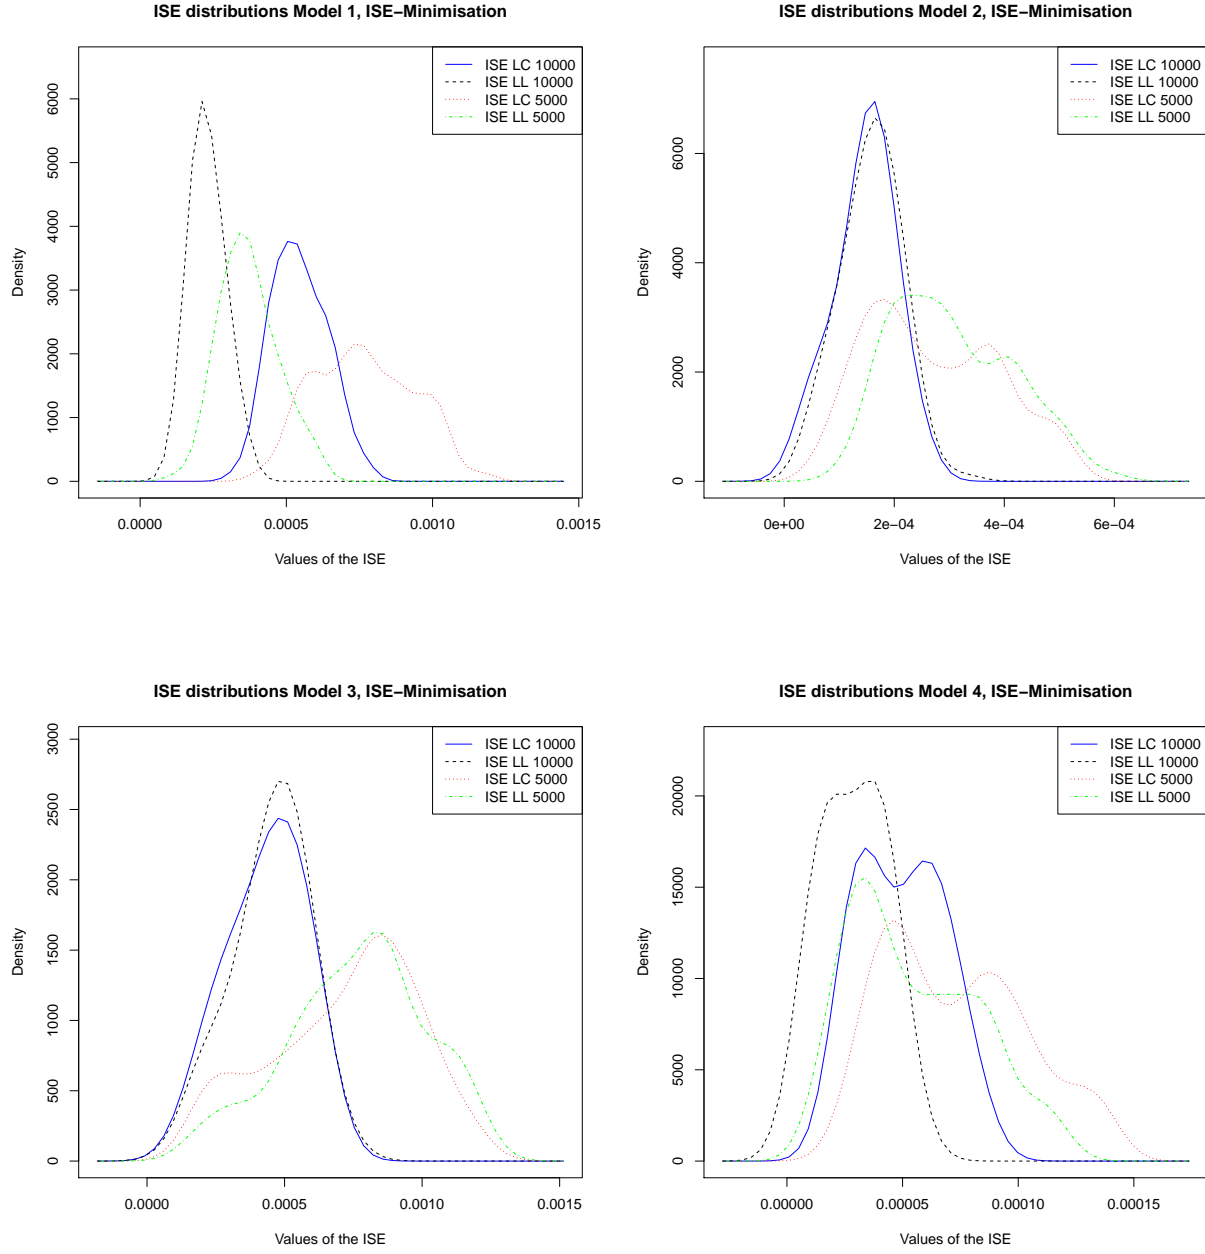 ISE distributions Model 1, ISE−Minimisation
ISE LC 10000
ISE LL 10000
ISE LC 5000
ISE LL 5000
Density
0
1000
2000
3000
4000
5000
6000
0.0000
0.0005
0.0010
0.0015
Values of the ISE
ISE distributions Model 2, ISE−Minimisation
ISE LC 10000
ISE LL 10000
ISE LC 5000
ISE LL 5000
Density
0
2000
4000
6000
0e+00
2e−04
4e−04
6e−04
Values of the ISE
ISE distributions Model 3, ISE−Minimisation
ISE LC 10000
ISE LL 10000
ISE LC 5000
ISE LL 5000
Density
0
500
1000
1500
2000
2500
3000
0.0000
0.0005
0.0010
0.0015
Values of the ISE
ISE distributions Model 4, ISE−Minimisation
ISE LC 10000
ISE LL 10000
ISE LC 5000
ISE LL 5000
Density
0
5000
10000
15000
20000
0.00000
0.00005
0.00010
0.00015
Values of the ISE